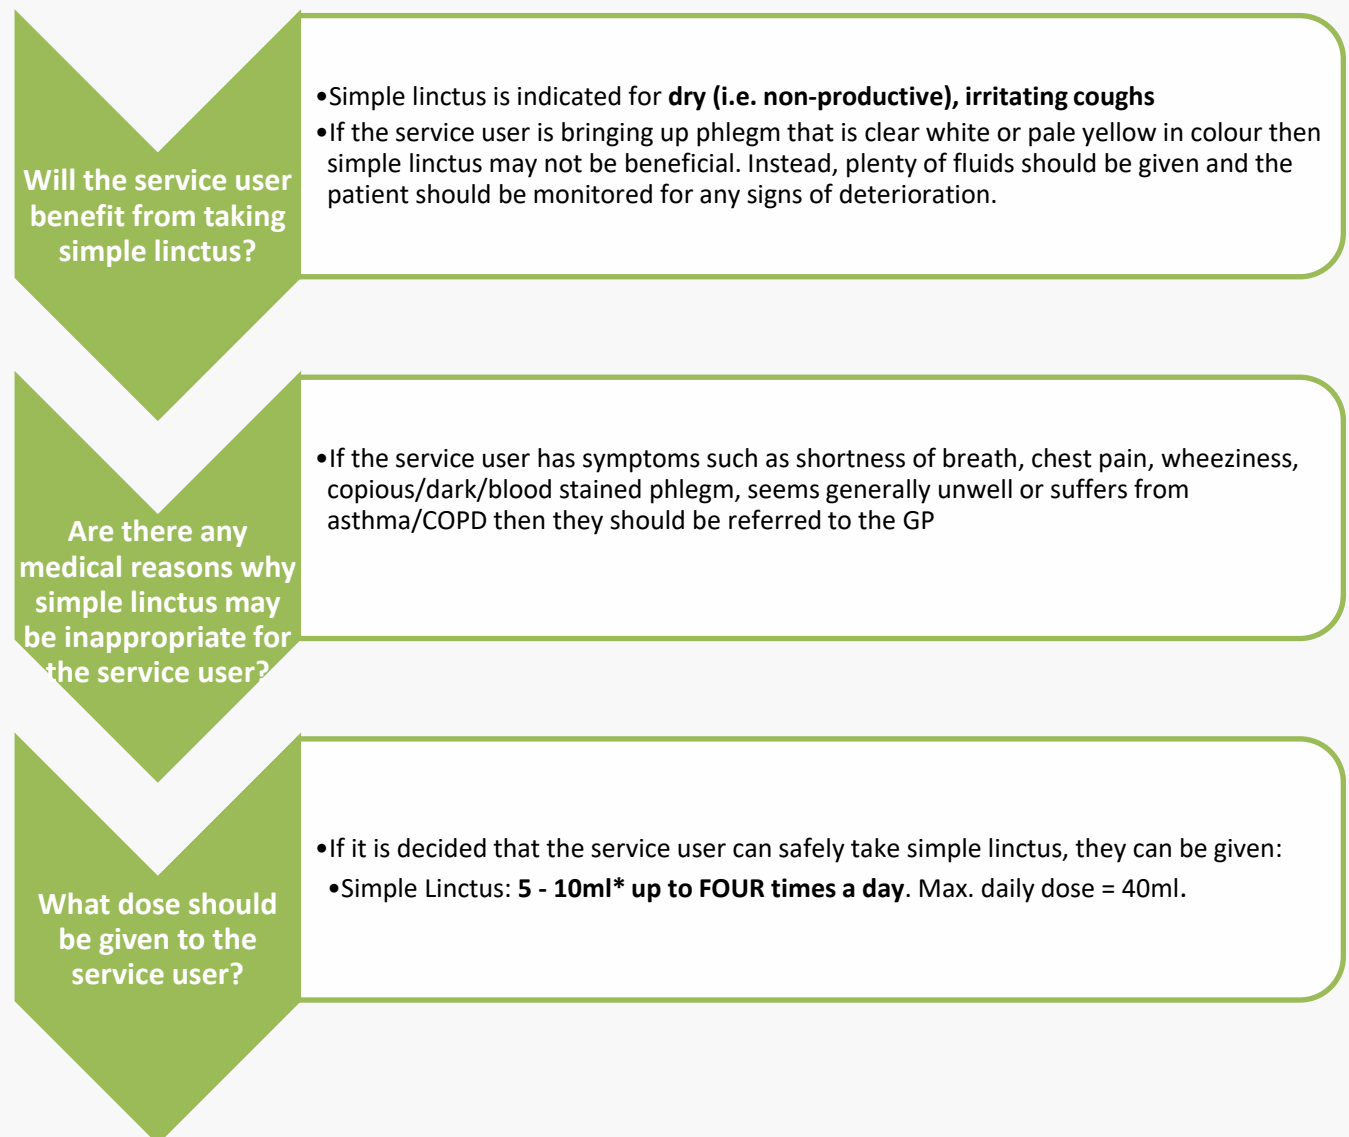 Will the service user
benefit from taking
simple linctus?
•Simple linctus is indicated for dry (i.e. non-productive), irritating coughs
•If the service user is bringing up phlegm that is clear white or pale yellow in colour then
simple linctus may not be beneficial. Instead, plenty of fluids should be given and the
patient should be monitored for any signs of deterioration.
Are there any
medical reasons why
simple linctus may
be inappropriate for
the service user?
•If the service user has symptoms such as shortness of breath, chest pain, wheeziness,
copious/dark/blood stained phlegm, seems generally unwell or suffers from
asthma/COPD then they should be referred to the GP
What dose should
be given to the
service user?
•If it is decided that the service user can safely take simple linctus, they can be given:
•Simple Linctus: 5 - 10ml* up to FOUR times a day. Max. daily dose = 40ml.